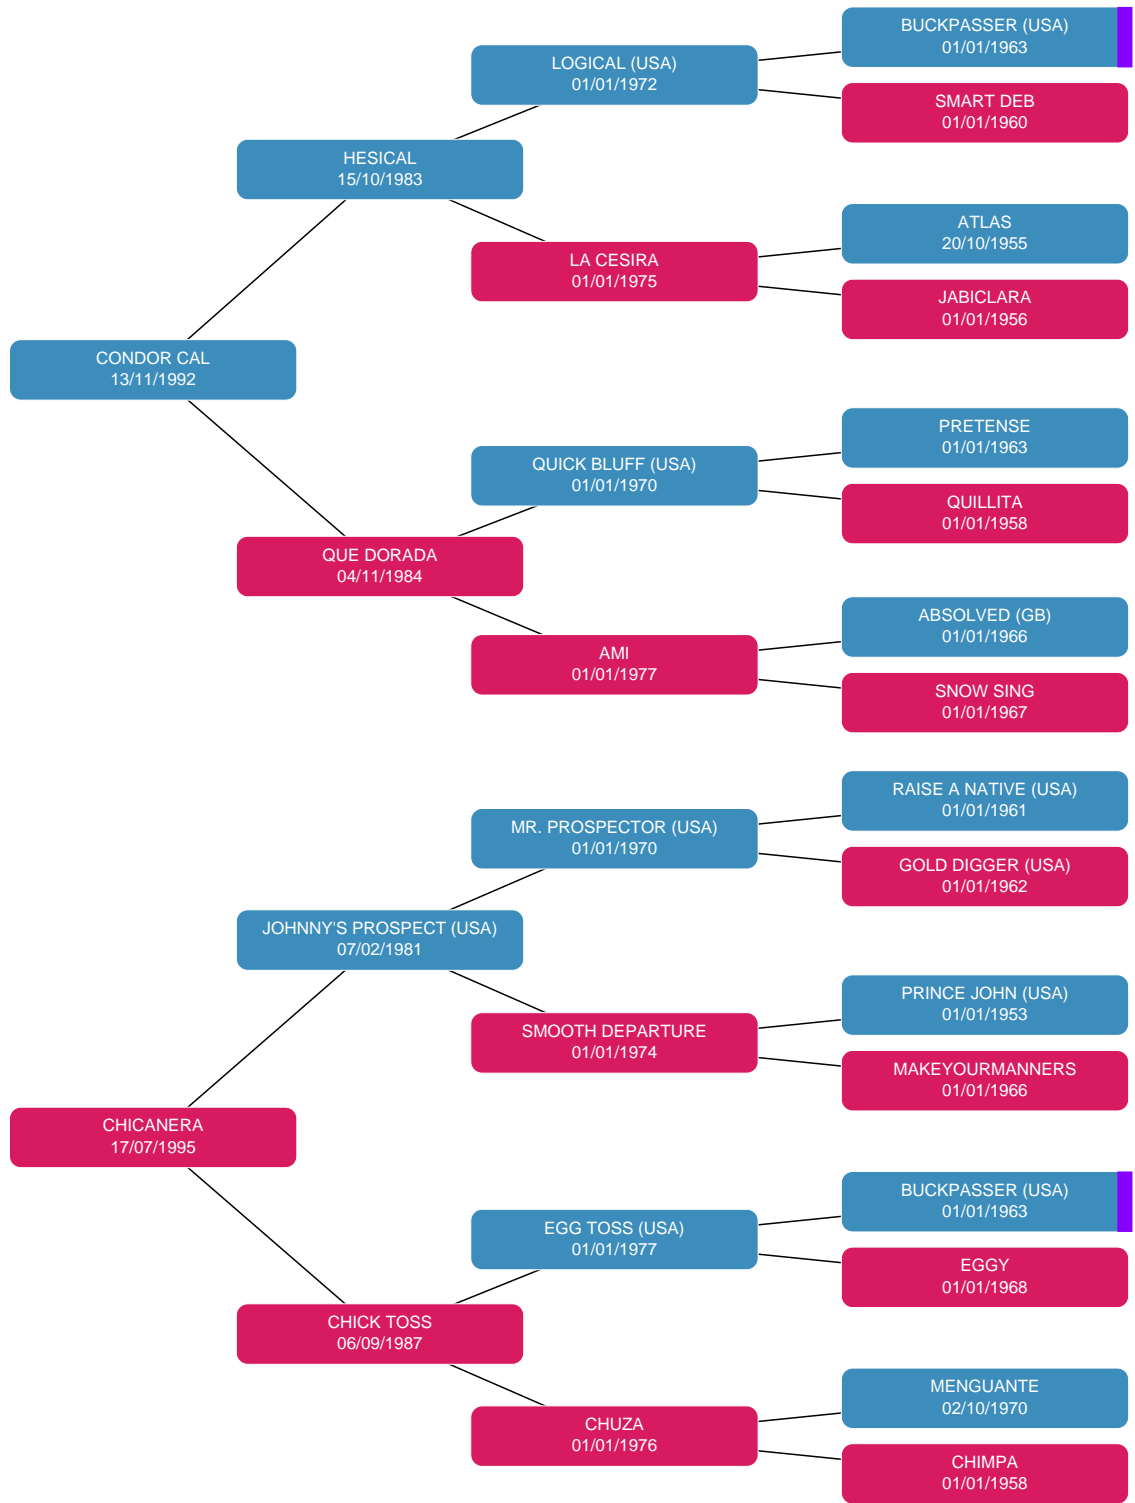 BUCKPASSER (USA)
01/01/1963
LOGICAL (USA)
01/01/1972
SMART DEB
01/01/1960
HESICAL
15/10/1983
ATLAS
20/10/1955
LA CESIRA
01/01/1975
JABICLARA
01/01/1956
CONDOR CAL
13/11/1992
PRETENSE
01/01/1963
QUICK BLUFF (USA)
01/01/1970
QUILLITA
01/01/1958
QUE DORADA
04/11/1984
ABSOLVED (GB)
01/01/1966
AMI
01/01/1977
SNOW SING
01/01/1967
RAISE A NATIVE (USA)
01/01/1961
MR. PROSPECTOR (USA)
01/01/1970
GOLD DIGGER (USA)
01/01/1962
JOHNNY'S PROSPECT (USA)
07/02/1981
PRINCE JOHN (USA)
01/01/1953
SMOOTH DEPARTURE
01/01/1974
MAKEYOURMANNERS
01/01/1966
CHICANERA
17/07/1995
BUCKPASSER (USA)
01/01/1963
EGG TOSS (USA)
01/01/1977
EGGY
01/01/1968
CHICK TOSS
06/09/1987
MENGUANTE
02/10/1970
CHUZA
01/01/1976
CHIMPA
01/01/1958